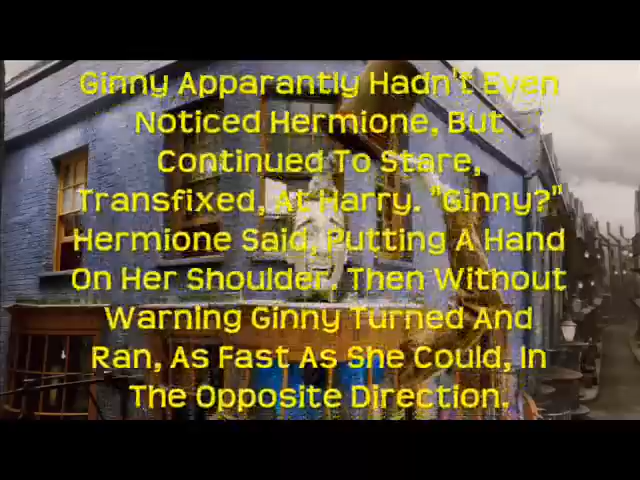 Ginny Apparantly Hadn't Even
Noticed Hermione, But
Continued To Stare,
Transfixed, At Harry. "Ginny?"
Hermione Said, Putting A Hand
On Her Shoulder. Then Without
Warning Ginny Turned And
Ran, As Fast As She Could, In
The Opposite Direction.